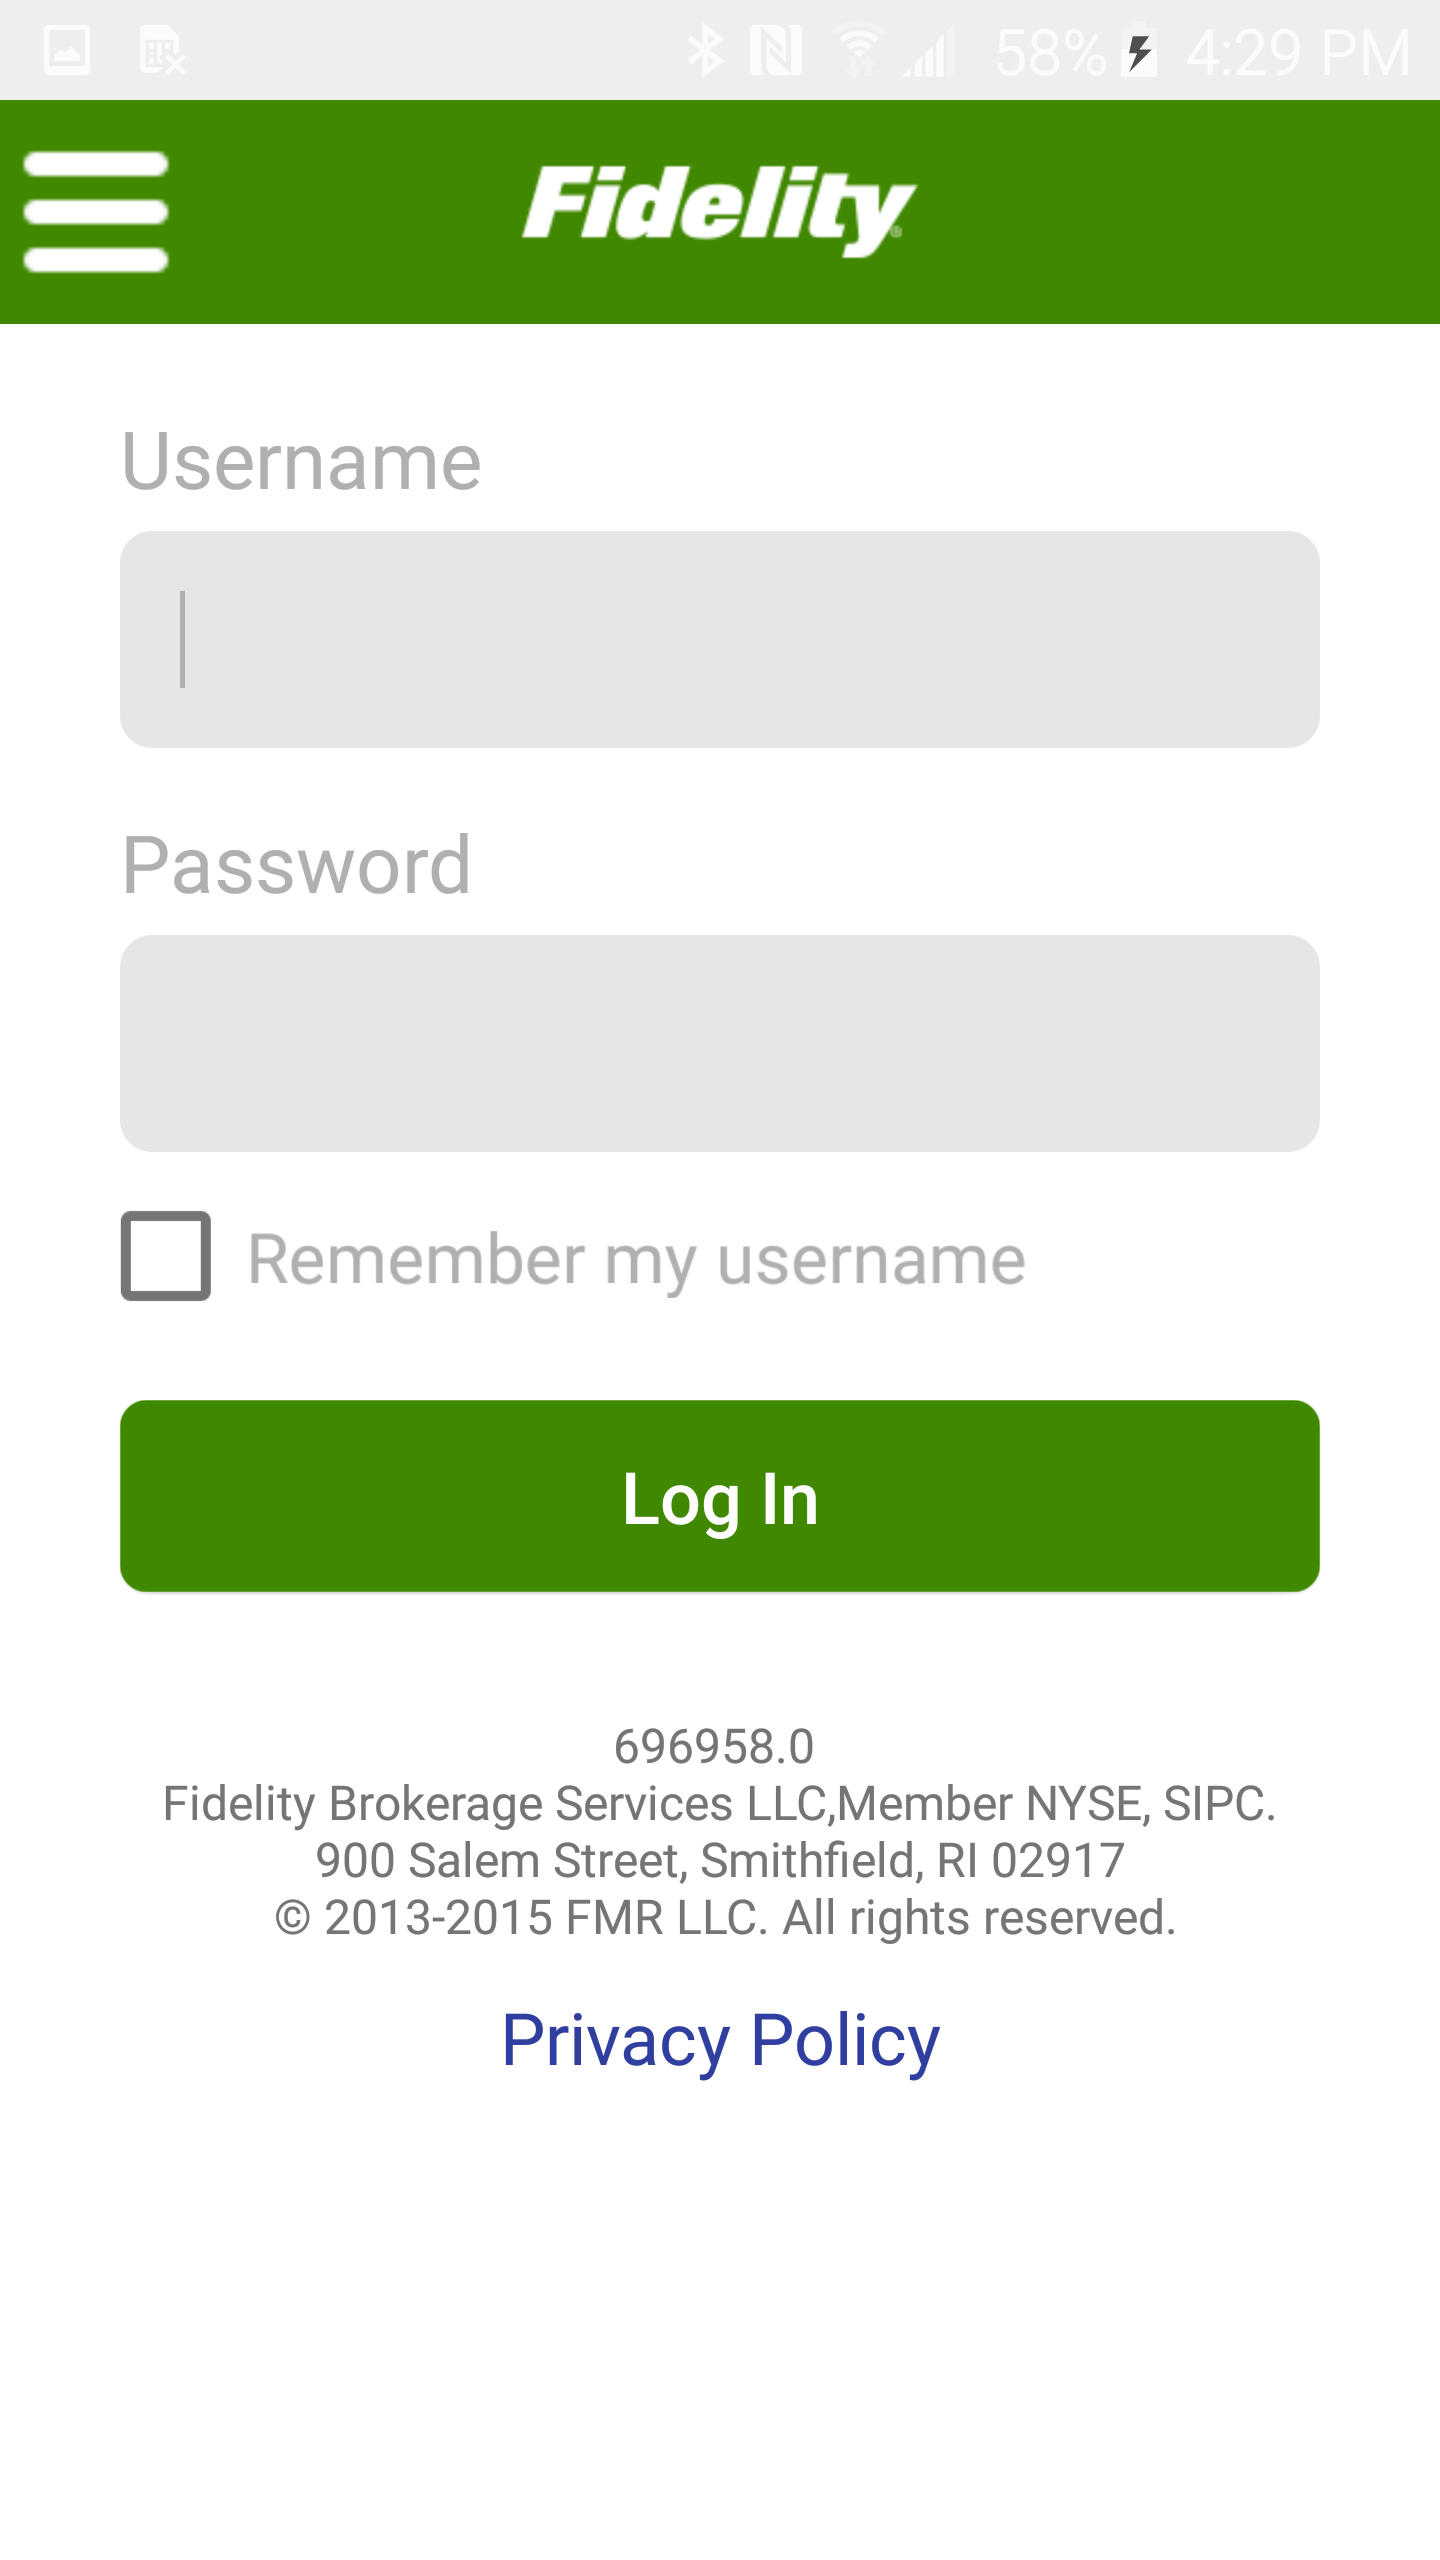 58% 4:29 PM
Fidelity®
Username
Password
Remember my username
Log In
696958.0
Fidelity Brokerage Services LLC,Member NYSE, SIPC.
900 Salem Street, Smithfield, RI 02917
© 2013-2015 FMR LLC. All rights reserved.
Privacy Policy